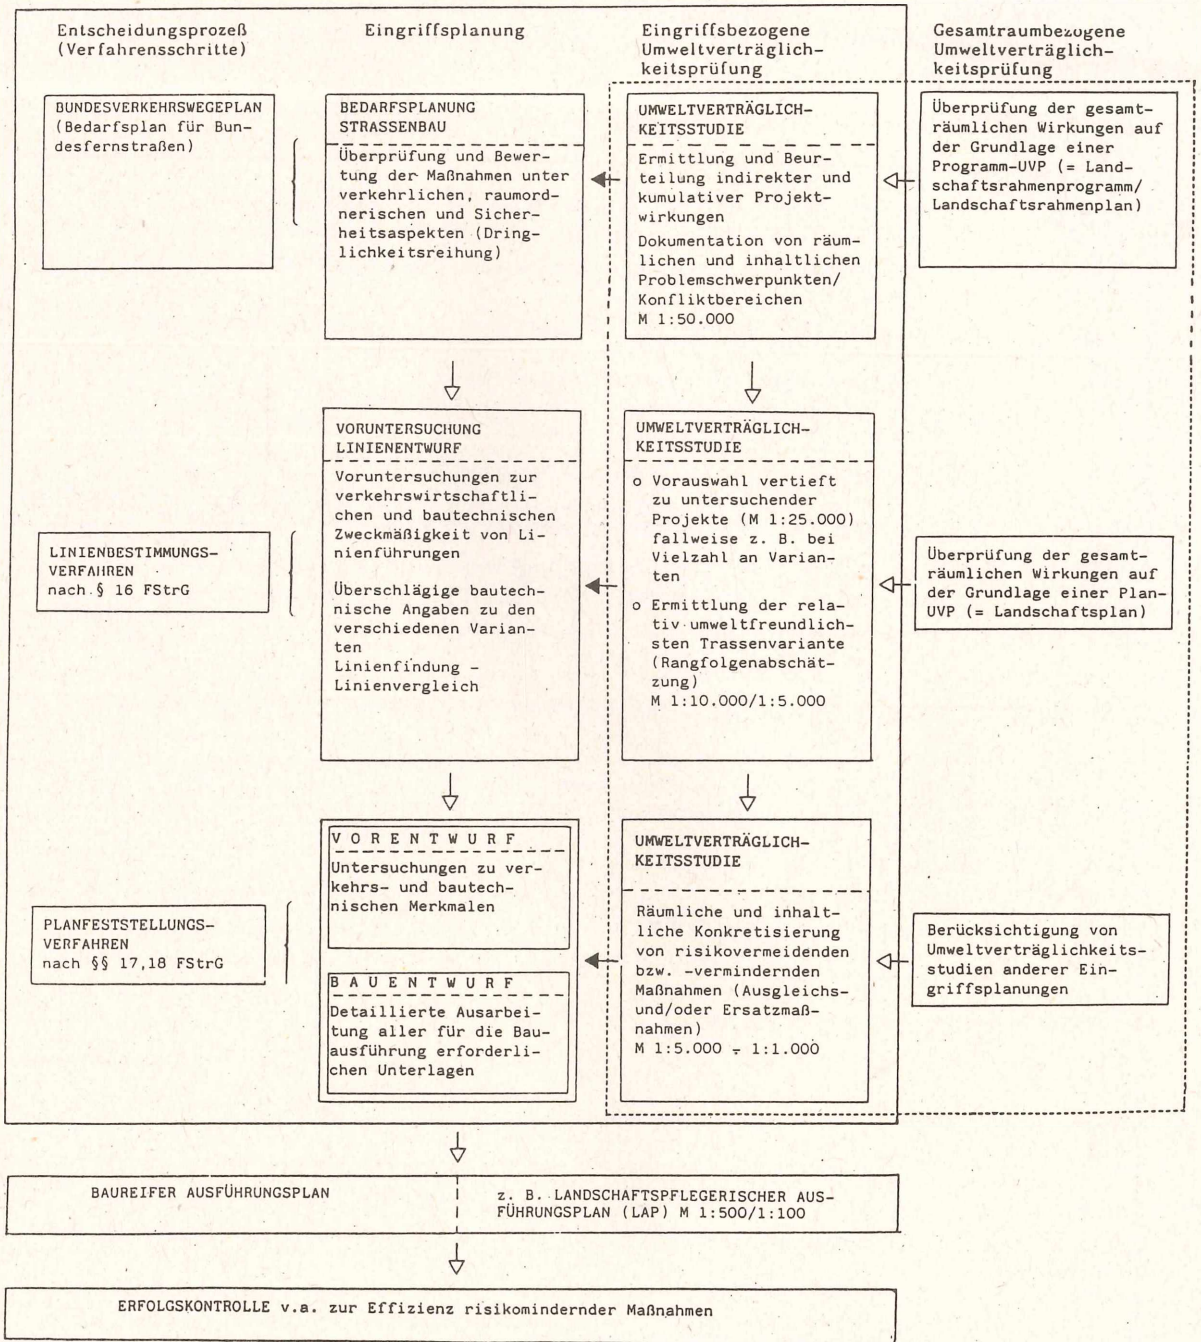 Entscheidungsprozeß
(Verfahrensschritte)
Eingriffsplanung
Eingriffsbezogene
Umweltverträglich-
keitsprüfung
Gesamtraumbezogene
Umweltverträglich-
keitsprüfung
BUNDESVERKEHRSWEGEPLAN
(Bedarfsplan für Bun-
desfernstraßen)
BEDARFSPLANUNG
STRASSENBAU
Überprüfung und Bewer-
tung der Maßnahmen unter
verkehrlichen, raumord-
nerischen und Sicher-
heitsaspekten (Dring-
lichkeitsreihung)
UMWELTVERTRÄGLICH-
KEITSSTUDIE
Ermittlung und Beur-
teilung indirekter und
kumulativer Projekt-
wirkungen
Dokumentation von räum-
lichen und inhaltlichen
Problemschwerpunkten/
Konfliktbereichen
M 1:50.000
Überprüfung der gesamt-
räumlichen Wirkungen auf
der Grundlage einer
Programm-UVP (= Land-
schaftsrahmenprogramm/
Landschaftsrahmenplan)
LINIENBESTIMMUNGS-
VERFAHREN
nach § 16 FStrG
VORUNTERSUCHUNG
LINIENENTWURF
Voruntersuchungen zur
verkehrswirtschaftli-
chen und bautechnischen
Zweckmäßigkeit von Li-
nienführungen
Überschlägige bautech-
nische Angaben zu den
verschiedenen Varian-
ten
Linienfindung -
Linienvergleich
UMWELTVERTRÄGLICH-
KEITSSTUDIE
o Vorauswahl vertieft
zu untersuchender
Projekte (M 1:25.000)
fallweise z. B. bei
Vielzahl an Varian-
ten
o Ermittlung der rela-
tiv umweltfreundlich-
sten Trassenvariante
(Rangfolgenabschät-
zung)
M 1:10.000/1:5.000
Überprüfung der gesamt-
räumlichen Wirkungen auf
der Grundlage einer Plan-
UVP (= Landschaftsplan)
PLANFESTSTELLUNGS-
VERFAHREN
nach §§ 17,18 FStrG
V O R E N T W U R F
Untersuchungen zu ver-
kehrs- und bautech-
nischen Merkmalen
B A U E N T W U R F
Detaillierte Ausarbei-
tung aller für die Bau-
ausführung erforderli-
chen Unterlagen
UMWELTVERTRÄGLICH-
KEITSSTUDIE
Räumliche und inhalt-
liche Konkretisierung
von risikovermeidenden
bzw. -vermindernden
Maßnahmen (Ausgleichs-
und/oder Ersatzmaß-
nahmen)
M 1:5.000 - 1:1.000
Berücksichtigung von
Umweltverträglichkeits-
studien anderer Ein-
griffsplanungen
BAUREIFER AUSFÜHRUNGSPLAN
z. B. LANDSCHAFTSPFLEGERISCHER AUS-
FÜHRUNGSPLAN (LAP) M 1:500/1:100
ERFOLGSKONTROLLE v.a. zur Effizienz risikomindernder Maßnahmen